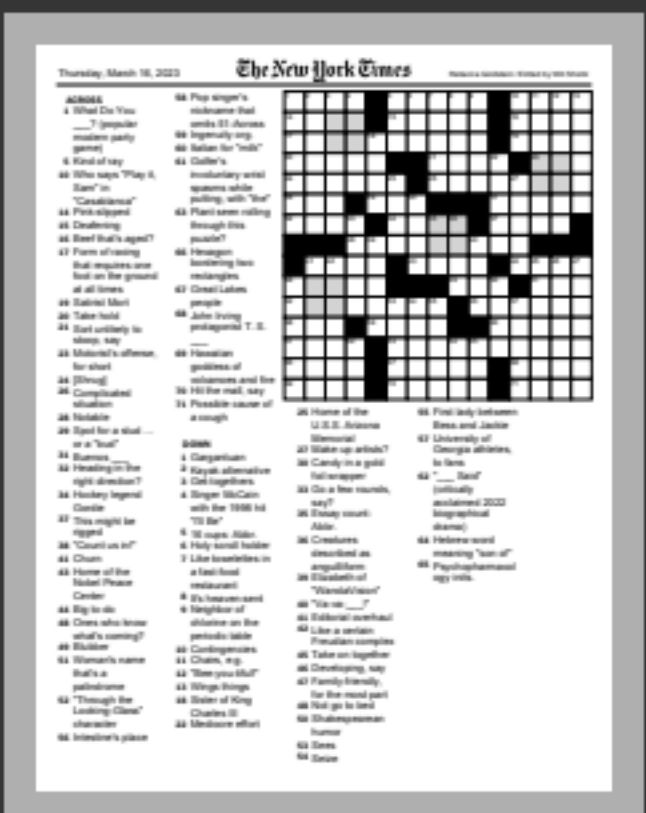 Thursday, March 16, 2023
The New York Times
ACROSS
1 What Do You
___? (popular
modern party
game)
5 Kind of ray
10 Who says "Play it,
Sam" in
"Casablanca"
14 Pink-slipped
15 Deafening
16 Beef that's aged?
17 Form of racing
that requires one
foot on the ground
at all times
19 Satirist Mort
20 Take hold
21 Sort unlikely to
stoop, say
23 Motorist's offense,
for short
24 [Shrug]
26 Complicated
situation
28 Notable
29 Spot for a stud ...
or a "bud"
31 Buenos ___
32 Heading in the
right direction?
34 Hockey legend
Gordie
37 This might be
rigged
38 "Count us in!"
41 Churn
43 Home of the
Nobel Peace
Center
44 Big to do
48 Ones who know
what's coming?
49 Blubber
51 Woman's name
that's a
palindrome
52 "Through the
Looking-Glass"
character
56 Intestine's place
58 Pop singer's
nickname that
omits 51-Across
59 Ingenuity org.
60 Italian for "milk"
61 Golfer's
involuntary wrist
spasms while
putting, with "the"
63 Plant seen rolling
through this
puzzle?
66 Hexagon
bordering two
rectangles
67 Great Lakes
people
68 John Irving
protagonist T. S.
___
69 Hawaiian
goddess of
volcanoes and fire
70 Hit the mall, say
71 Possible cause of
a cough
DOWN
1 Gargantuan
2 Kayak alternative
3 Get-togethers
4 Singer McCain
with the 1998 hit
"I'll Be"
5 16 cups: Abbr.
6 Holy scroll holder
7 Like toselettes in
a fast-food
restaurant
8 It's heaven sent
9 Neighbor of
chlorine on the
periodic table
10 Contingencies
11 Chairs, e.g.
12 "See you then!"
13 Wings things
18 Sister of King
Charles III
22 Mediocre effort
25 Home of the
U.S.S. Arizona
Memorial
27 Make up artists?
30 Candy in a gold
foil wrapper
33 Go a few rounds,
say?
35 Essay count:
Abbr.
36 Creatures
described as
anguilliform
39 Elizabeth of
"WandaVision"
40 "Va-va-___!"
41 Editorial overhaul
42 Like a certain
Freudian complex
45 Take on together
46 Developing, say
47 Family-friendly,
for the most part
48 Not go to bed
50 Shakespearean
humor
53 Sees
54 Seize
55 First lady between
Bess and Jackie
57 University of
Georgia athletes,
to fans
62 "___ Said"
(critically
acclaimed 2022
biographical
drama)
64 Hebrew word
meaning "son of"
65 Psychopharmacol
ogy inits.